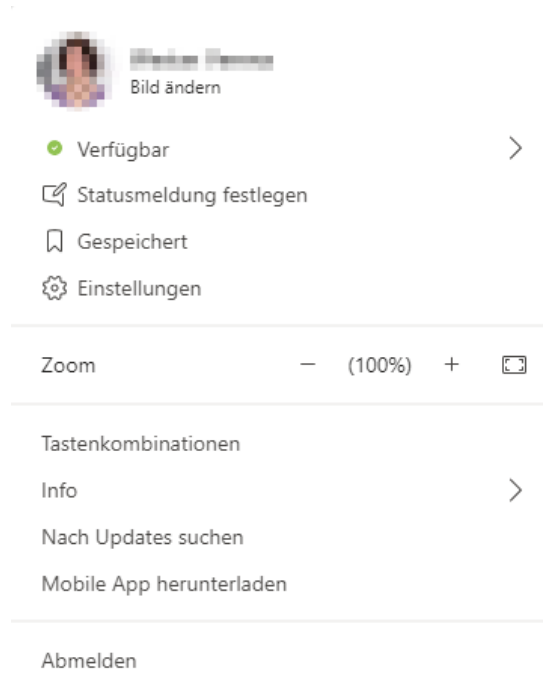 Bild ändern
Verfügbar
Statusmeldung festlegen
Gespeichert
Einstellungen
Zoom − (100%) +
Tastenkombinationen
Info
Nach Updates suchen
Mobile App herunterladen
Abmelden